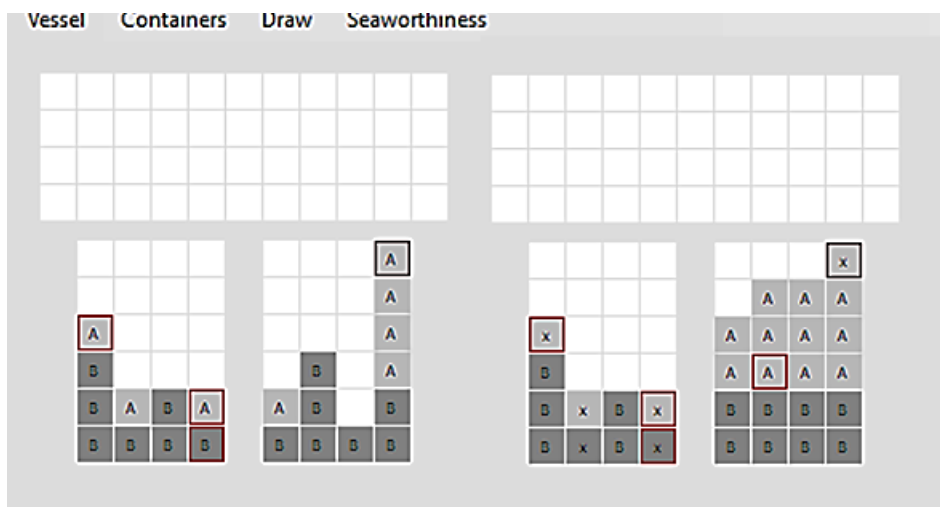 Vessel Containers Draw Seaworthiness
A x
A A A A
A A x A A A A
B B A B A A A A
B A B A A B B B x B x B B B B
B B B B B B B B B x B x B B B B